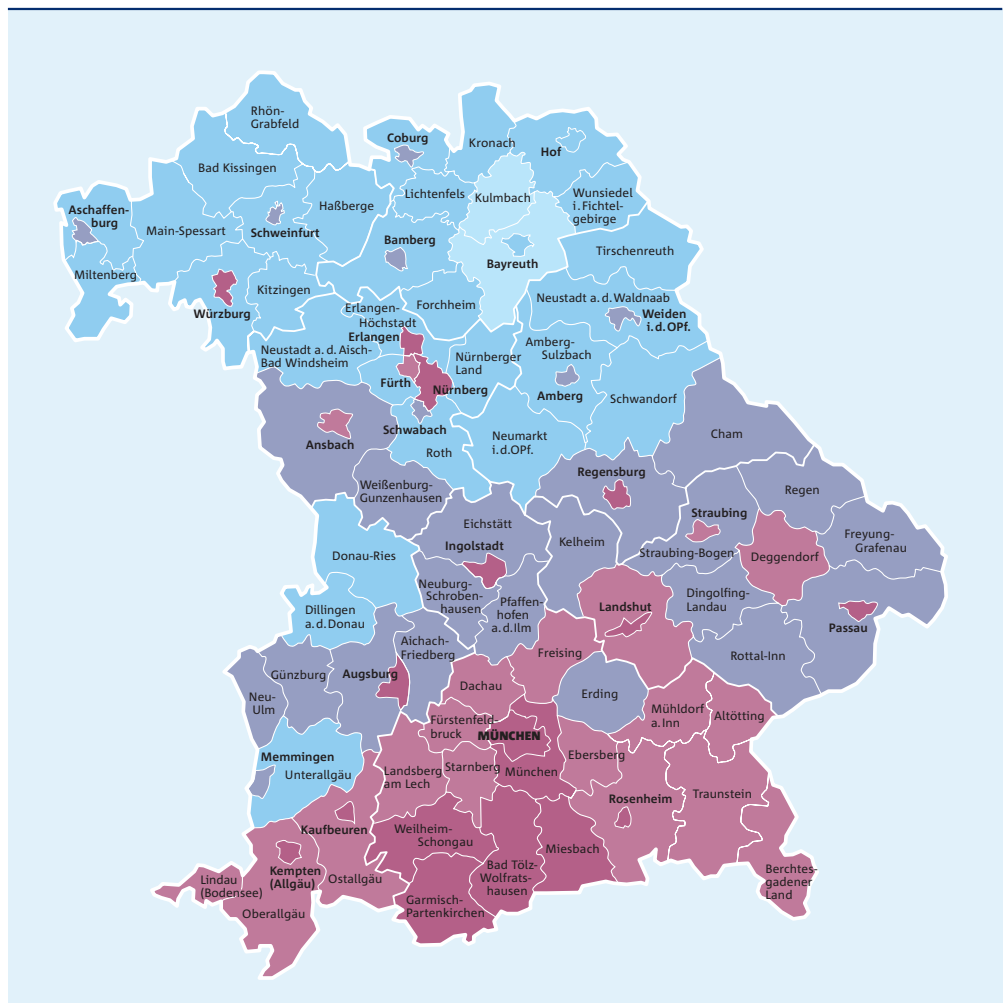 Rhön-
Grabfeld
Coburg
Kronach
Hof
Bad Kissingen
Lichtenfels
Kulmbach
Wunsiedel
i. Fichtel-
gebirge
Haßberge
Aschaffen-
burg
Main-Spessart
Schweinfurt
Bamberg
Tirschenreuth
Bayreuth
Miltenberg
Kitzingen
Forchheim
Neustadt a. d. Waldnaab
Würzburg
Erlangen-
Höchstadt
Weiden
i. d. OPf.
Erlangen
Neustadt a. d. Aisch-
Bad Windsheim
Nürnberger
Land
Amberg-
Sulzbach
Fürth
Nürnberg
Amberg
Schwandorf
Schwabach
Ansbach
Roth
Neumarkt
i. d. OPf.
Cham
Weißenburg-
Gunzenhausen
Regensburg
Regen
Eichstätt
Straubing
Freyung-
Grafenau
Ingolstadt
Kelheim
Straubing-Bogen
Deggendorf
Donau-Ries
Neuburg-
Schroben-
hausen
Pfaffen-
hofen
a. d. Ilm
Landshut
Dingolfing-
Landau
Dillingen
a. d. Donau
Passau
Aichach-
Friedberg
Freising
Rottal-Inn
Günzburg
Augsburg
Dachau
Erding
Neu-
Ulm
Mühldorf
a. Inn
Altötting
Fürstenfeld-
bruck
MÜNCHEN
Memmingen
Unterallgäu
Landsberg
am Lech
Starnberg
München
Ebersberg
Rosenheim
Traunstein
Kaufbeuren
Weilheim-
Schongau
Miesbach
Bad Tölz-
Wolfrats-
hausen
Berchtes-
gadener
Land
Lindau
(Bodensee)
Kempten
(Allgäu)
Ostallgäu
Oberallgäu
Garmisch-
Partenkirchen